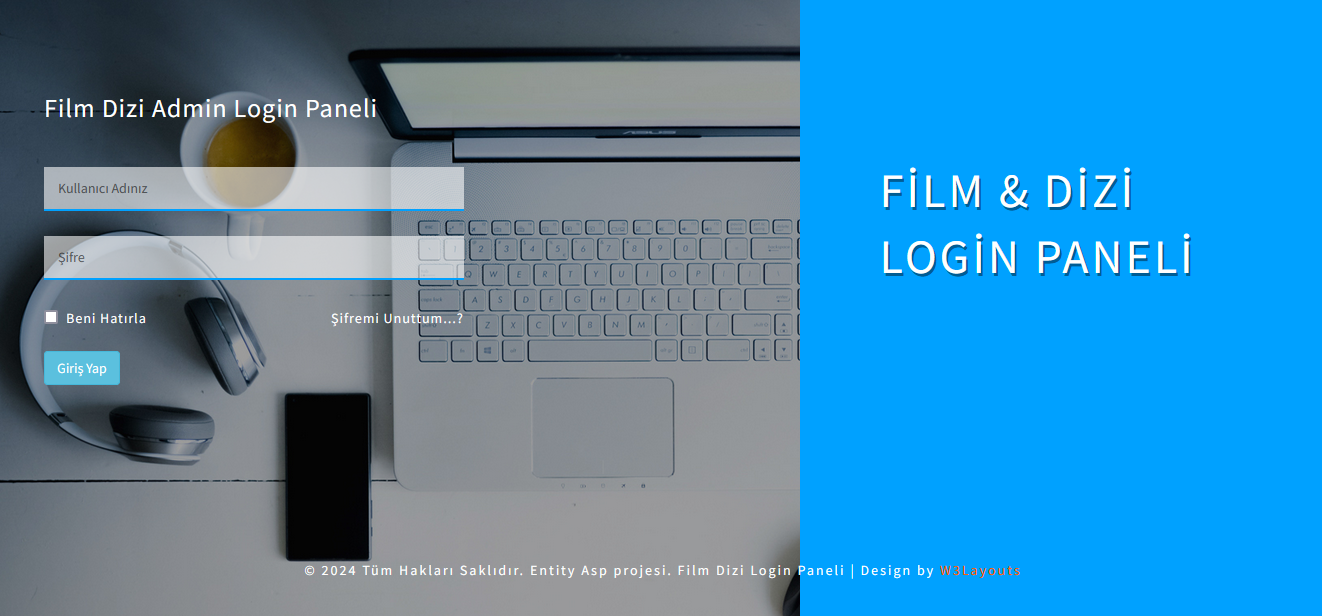 Film Dizi Admin Login Paneli
Kullanıcı Adınız
Şifre
Beni Hatırla
Şifremi Unuttum...?
Giriş Yap
FİLM & DİZİ
LOGİN PANELİ
ASUS
© 2024 Tüm Hakları Saklıdır. Entity Asp projesi. Film Dizi Login Paneli | Design by W3Layouts